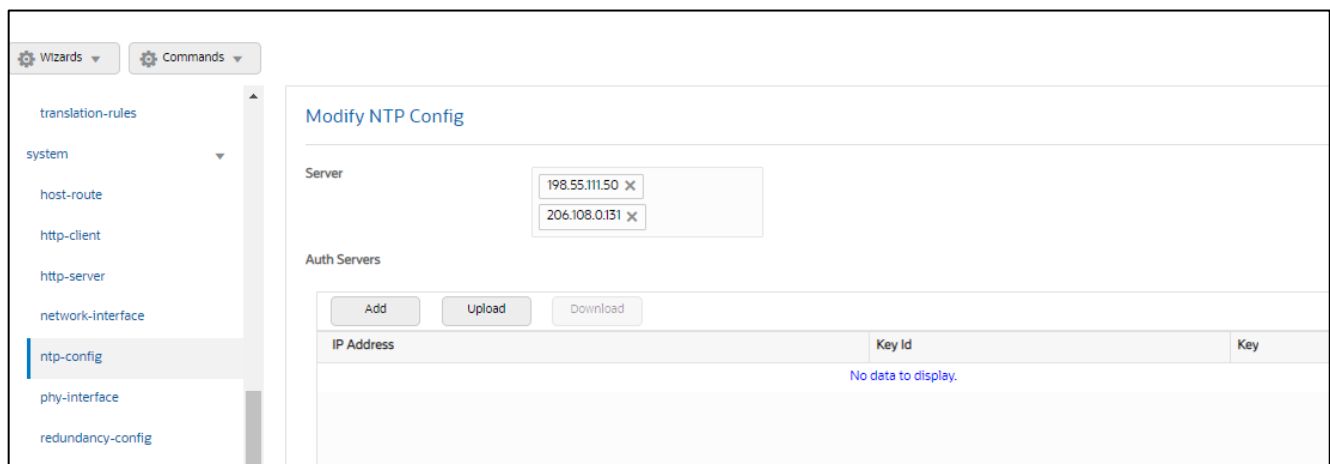 Wizards
Commands
translation-rules
system
host-route
http-client
http-server
network-interface
ntp-config
phy-interface
redundancy-config
Modify NTP Config
Server
198.55.111.50
206.108.0.131
Auth Servers
Add
Upload
Download
IP Address
Key Id
Key
No data to display.